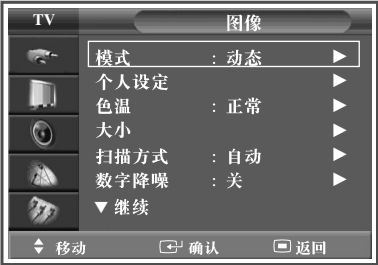 TV 图像
模式 : 动态 ▶
个人设定 ▶
色温 : 正常 ▶
大小 ▶
扫描方式 : 自动 ▶
数字降噪 : 关 ▶
▼ 继续
移动 确认 返回